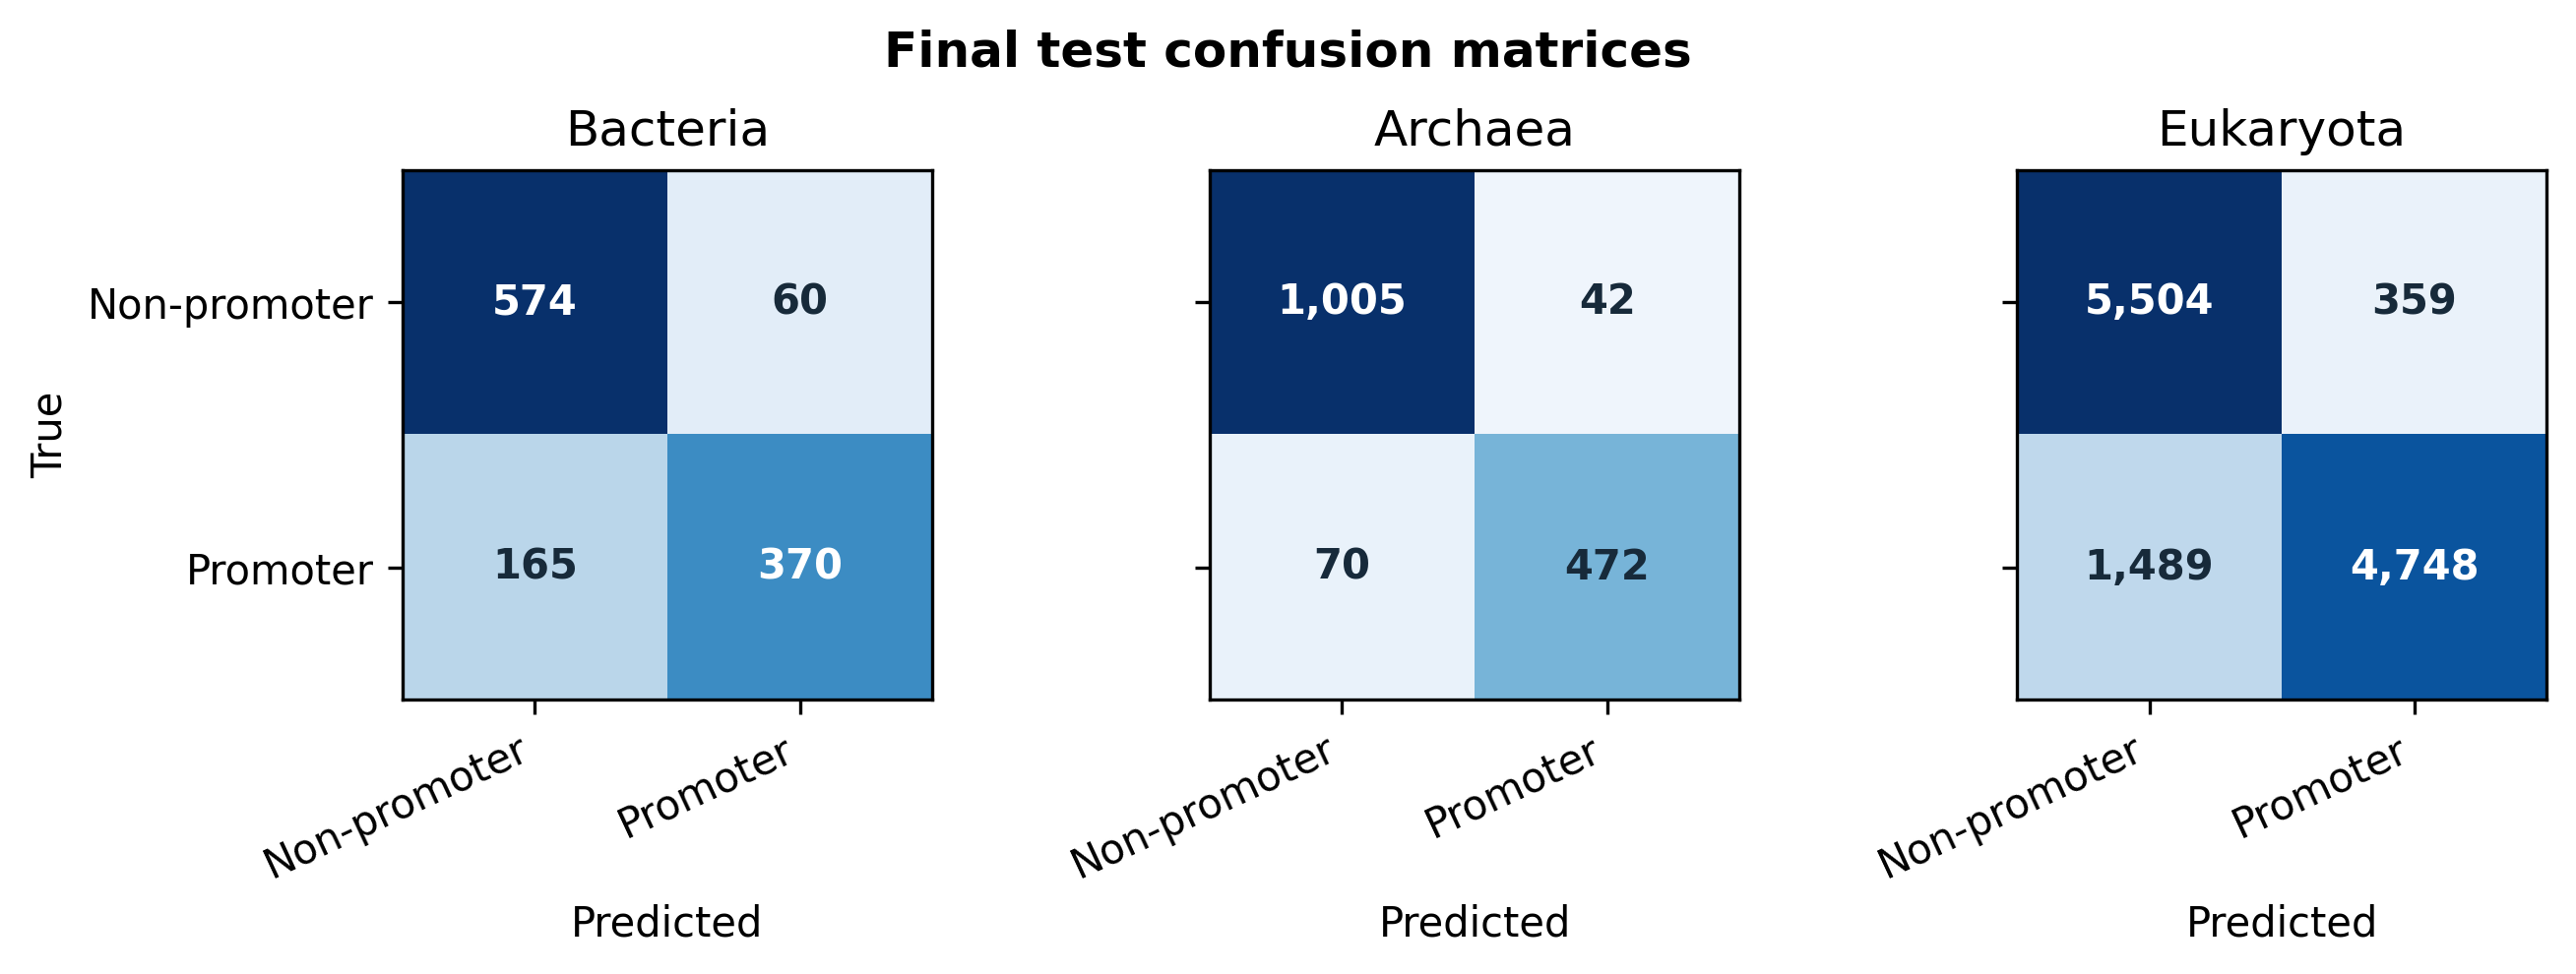 Final test confusion matrices
Bacteria
Archaea
Eukaryota
True
Non-promoter
Promoter
574
60
165
370
1,005
42
70
472
5,504
359
1,489
4,748
Non-promoter
Promoter
Non-promoter
Promoter
Non-promoter
Promoter
Predicted
Predicted
Predicted